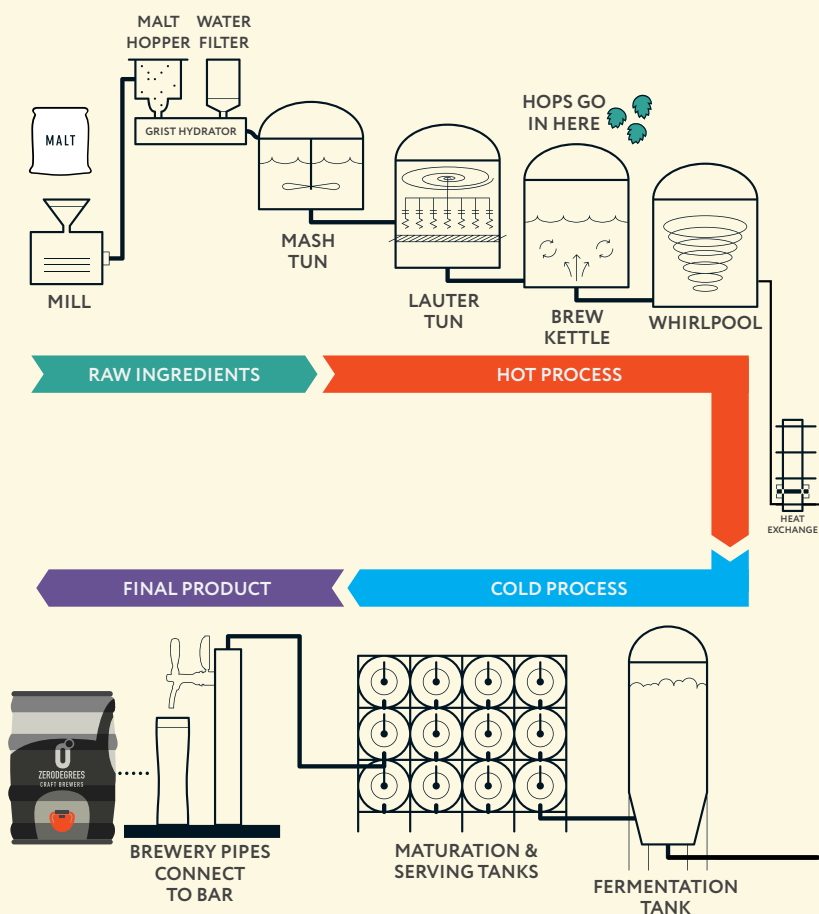 MALT
HOPPER
WATER
FILTER
HOPS GO
IN HERE
GRIST HYDRATOR
MALT
MASH
TUN
MILL
LAUTER
TUN
BREW
KETTLE
WHIRLPOOL
RAW INGREDIENTS
HOT PROCESS
HEAT
EXCHANGE
FINAL PRODUCT
COLD PROCESS
ZERODEGREES
CRAFT BREWERS
BREWERY PIPES
CONNECT
TO BAR
MATURATION &
SERVING TANKS
FERMENTATION
TANK